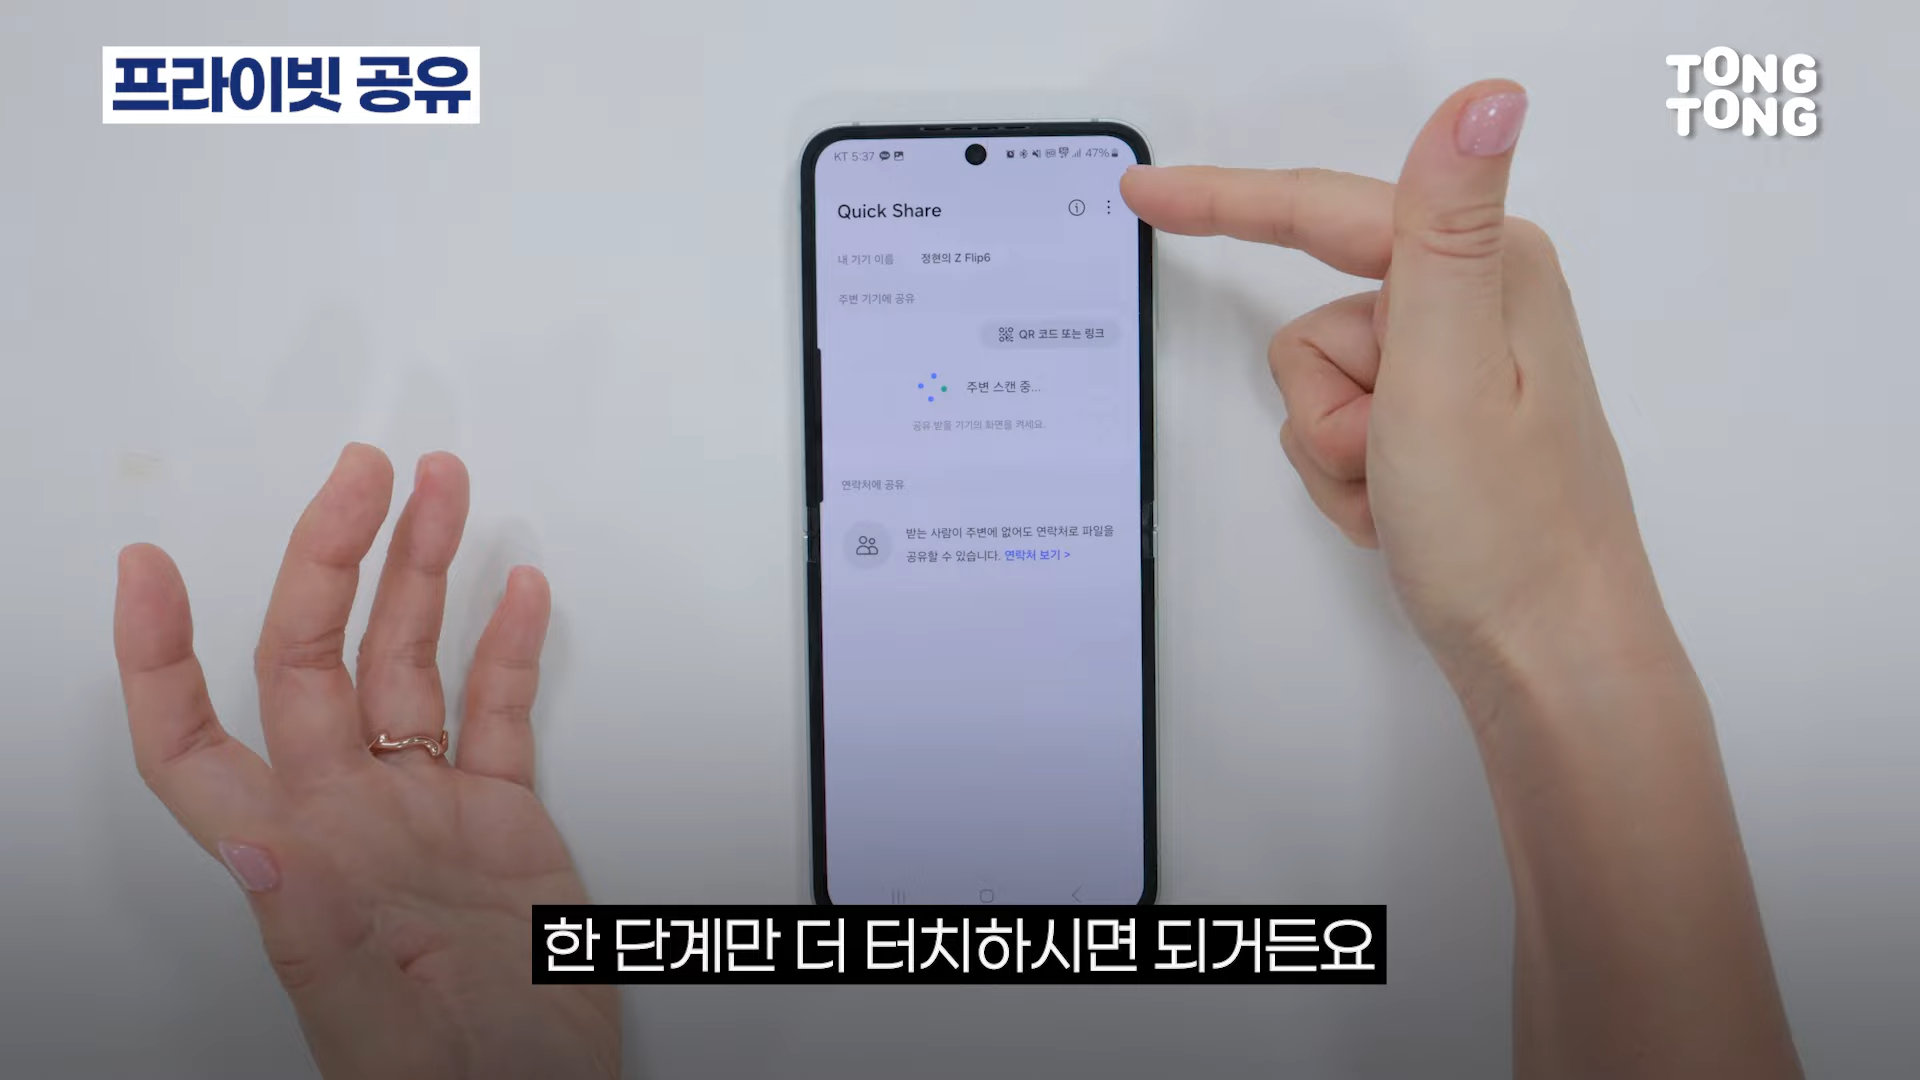 프라이빗 공유
TONG
TONG
KT 5:37
47%
Quick Share
내 기기 이름 정현의 Z Flip6
주변 기기에 공유
QR 코드 또는 링크
주변 스캔 중...
공유 받을 기기의 화면을 켜세요.
연락처에 공유
받는 사람이 주변에 없어도 연락처로 파일을
공유할 수 있습니다. 연락처 보기 >
한 단계만 더 터치하시면 되거든요